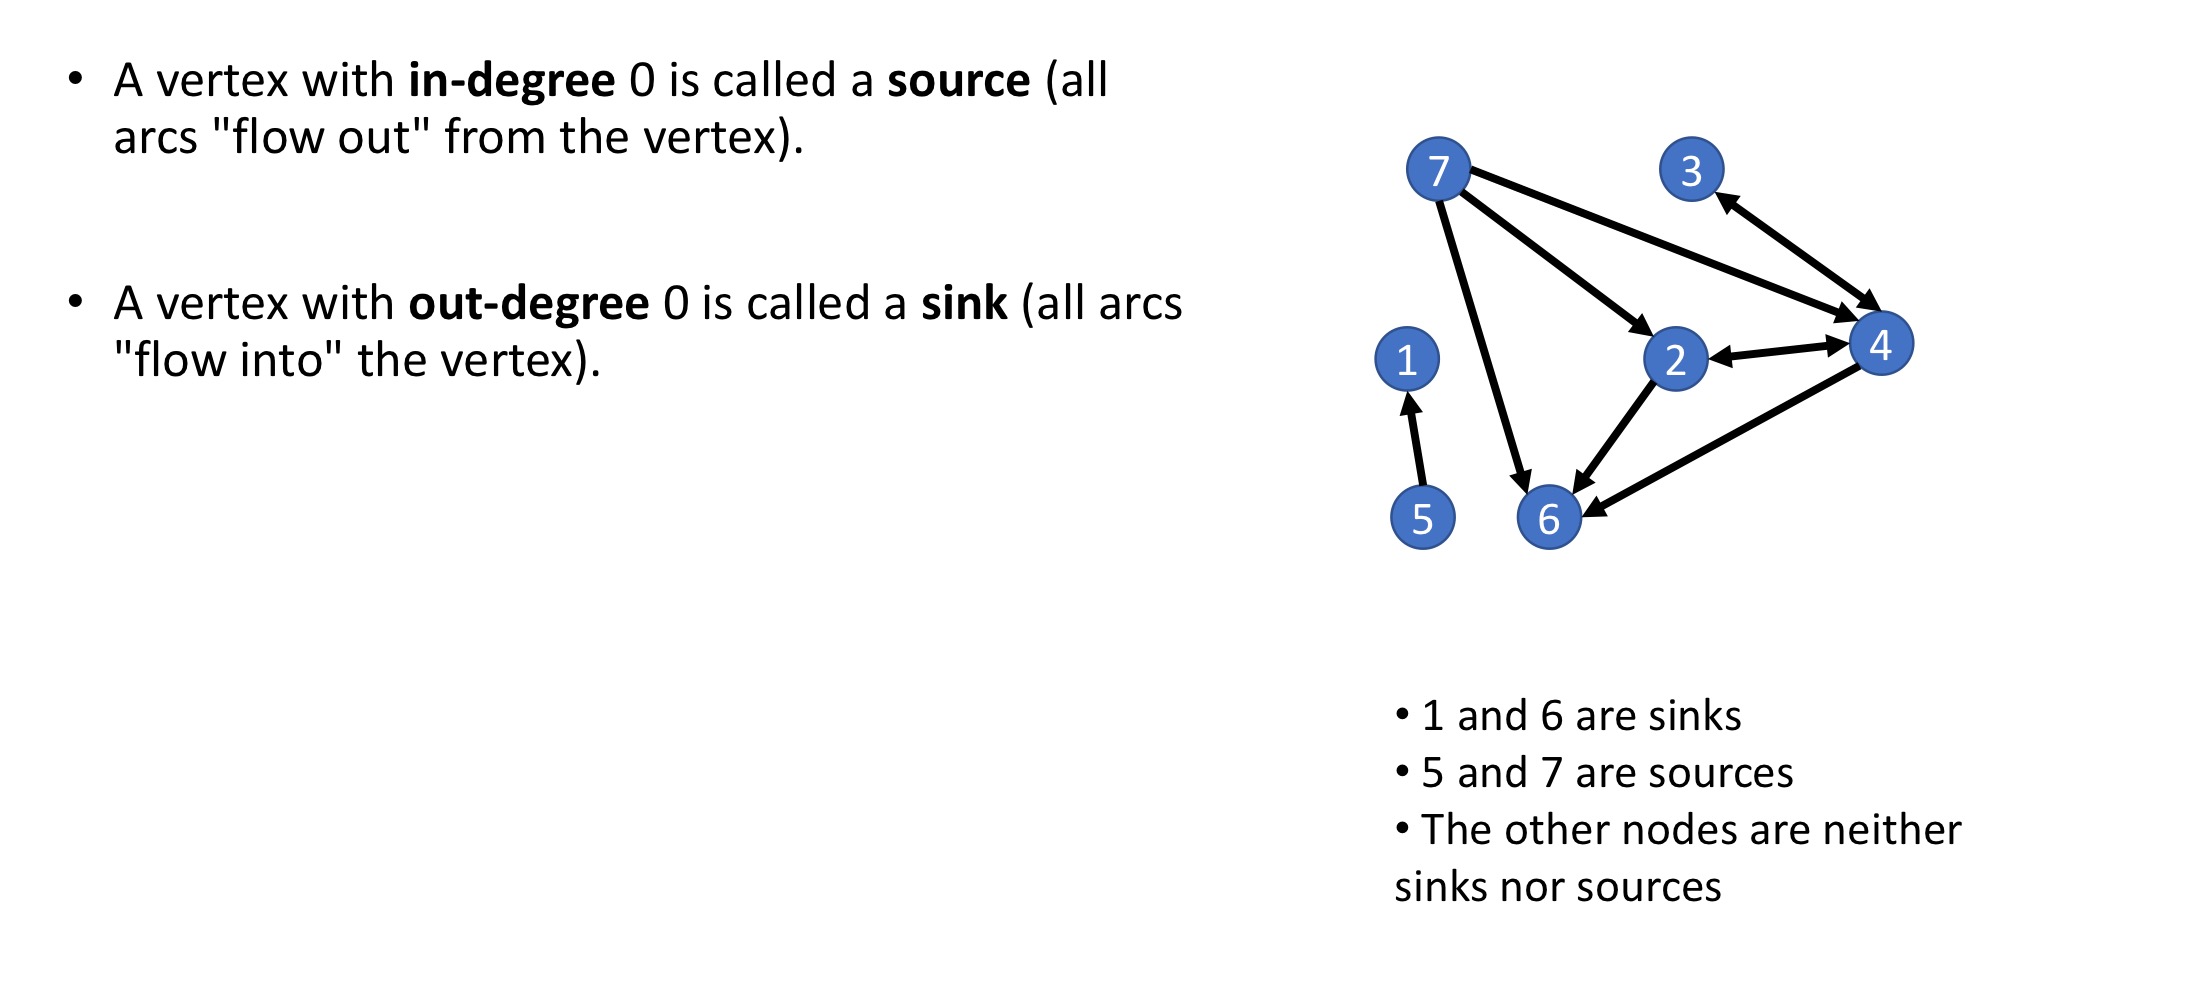 • A vertex with in-degree 0 is called a source (all
arcs "flow out" from the vertex).
• A vertex with out-degree 0 is called a sink (all arcs
"flow into" the vertex).
7
3
1
2
4
5
6
• 1 and 6 are sinks
• 5 and 7 are sources
• The other nodes are neither
sinks nor sources